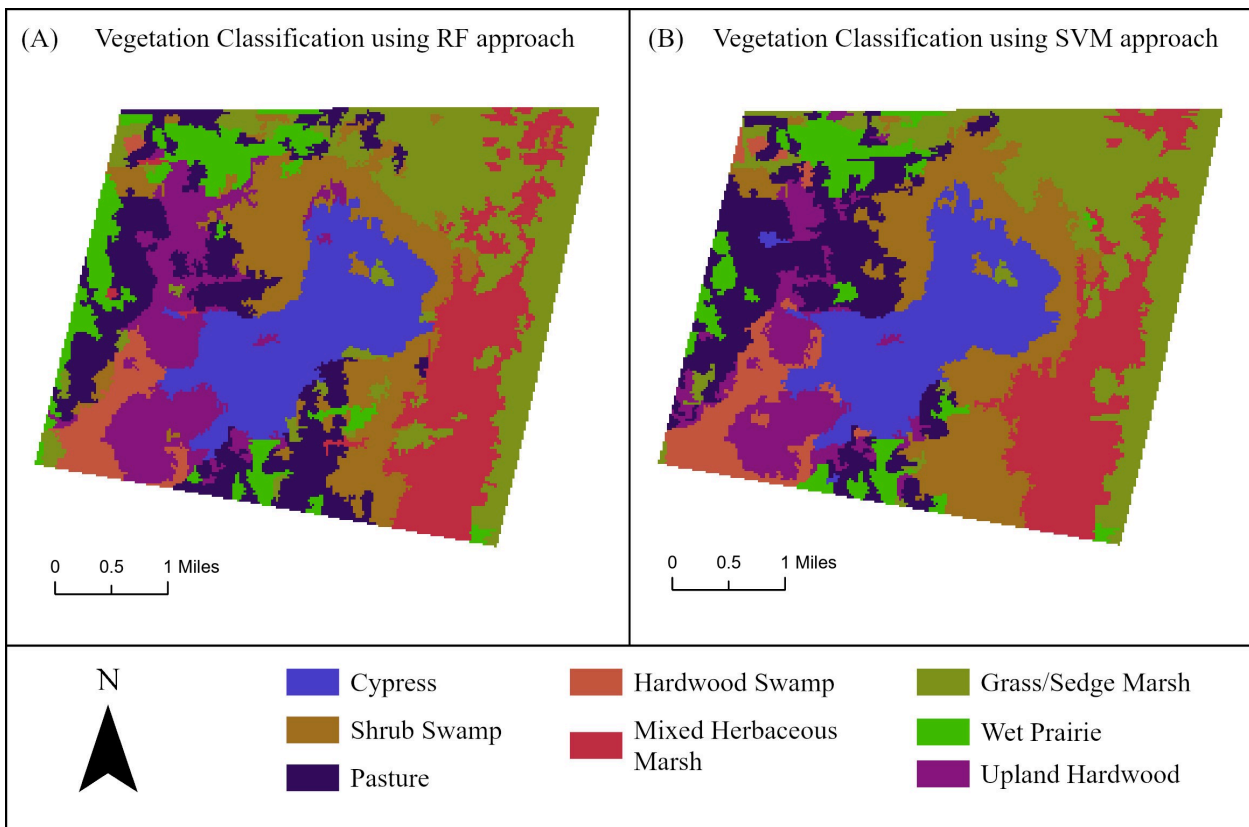 (A) Vegetation Classification using RF approach
(B) Vegetation Classification using SVM approach
0 0.5 1 Miles
0 0.5 1 Miles
N
Cypress
Shrub Swamp
Pasture
Hardwood Swamp
Mixed Herbaceous
Marsh
Grass/Sedge Marsh
Wet Prairie
Upland Hardwood